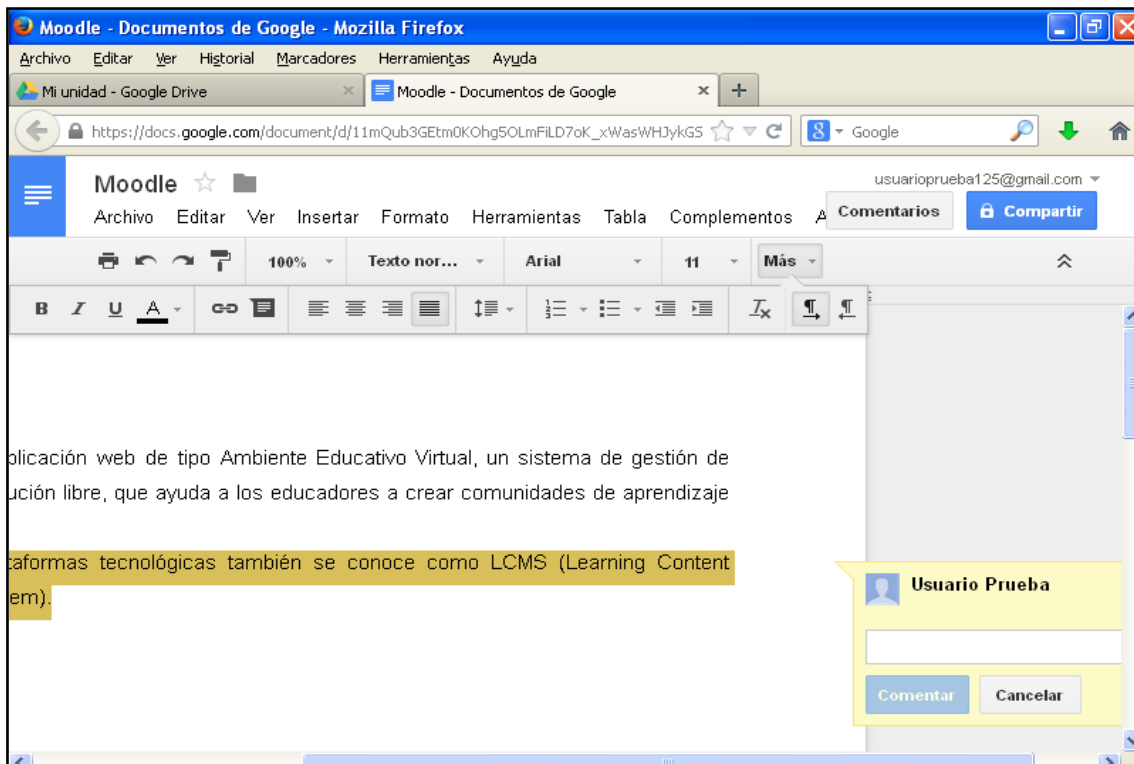 Moodle - Documentos de Google - Mozilla Firefox
Archivo Editar Ver Historial Marcadores Herramientas Ayuda
Mi unidad - Google Drive × Moodle - Documentos de Google × +
https://docs.google.com/document/d/11mQub3GEtm0KOhg5OLmFiLD7oK_xWasWHJykGS Google
Moodle usuarioprueba125@gmail.com
Archivo Editar Ver Insertar Formato Herramientas Tabla Complementos A Comentarios Compartir
100% Texto nor... Arial 11 Más
B I U A
plicación web de tipo Ambiente Educativo Virtual, un sistema de gestión de
ución libre, que ayuda a los educadores a crear comunidades de aprendizaje
taformas tecnológicas también se conoce como LCMS (Learning Content
em).
Usuario Prueba
Comentar Cancelar